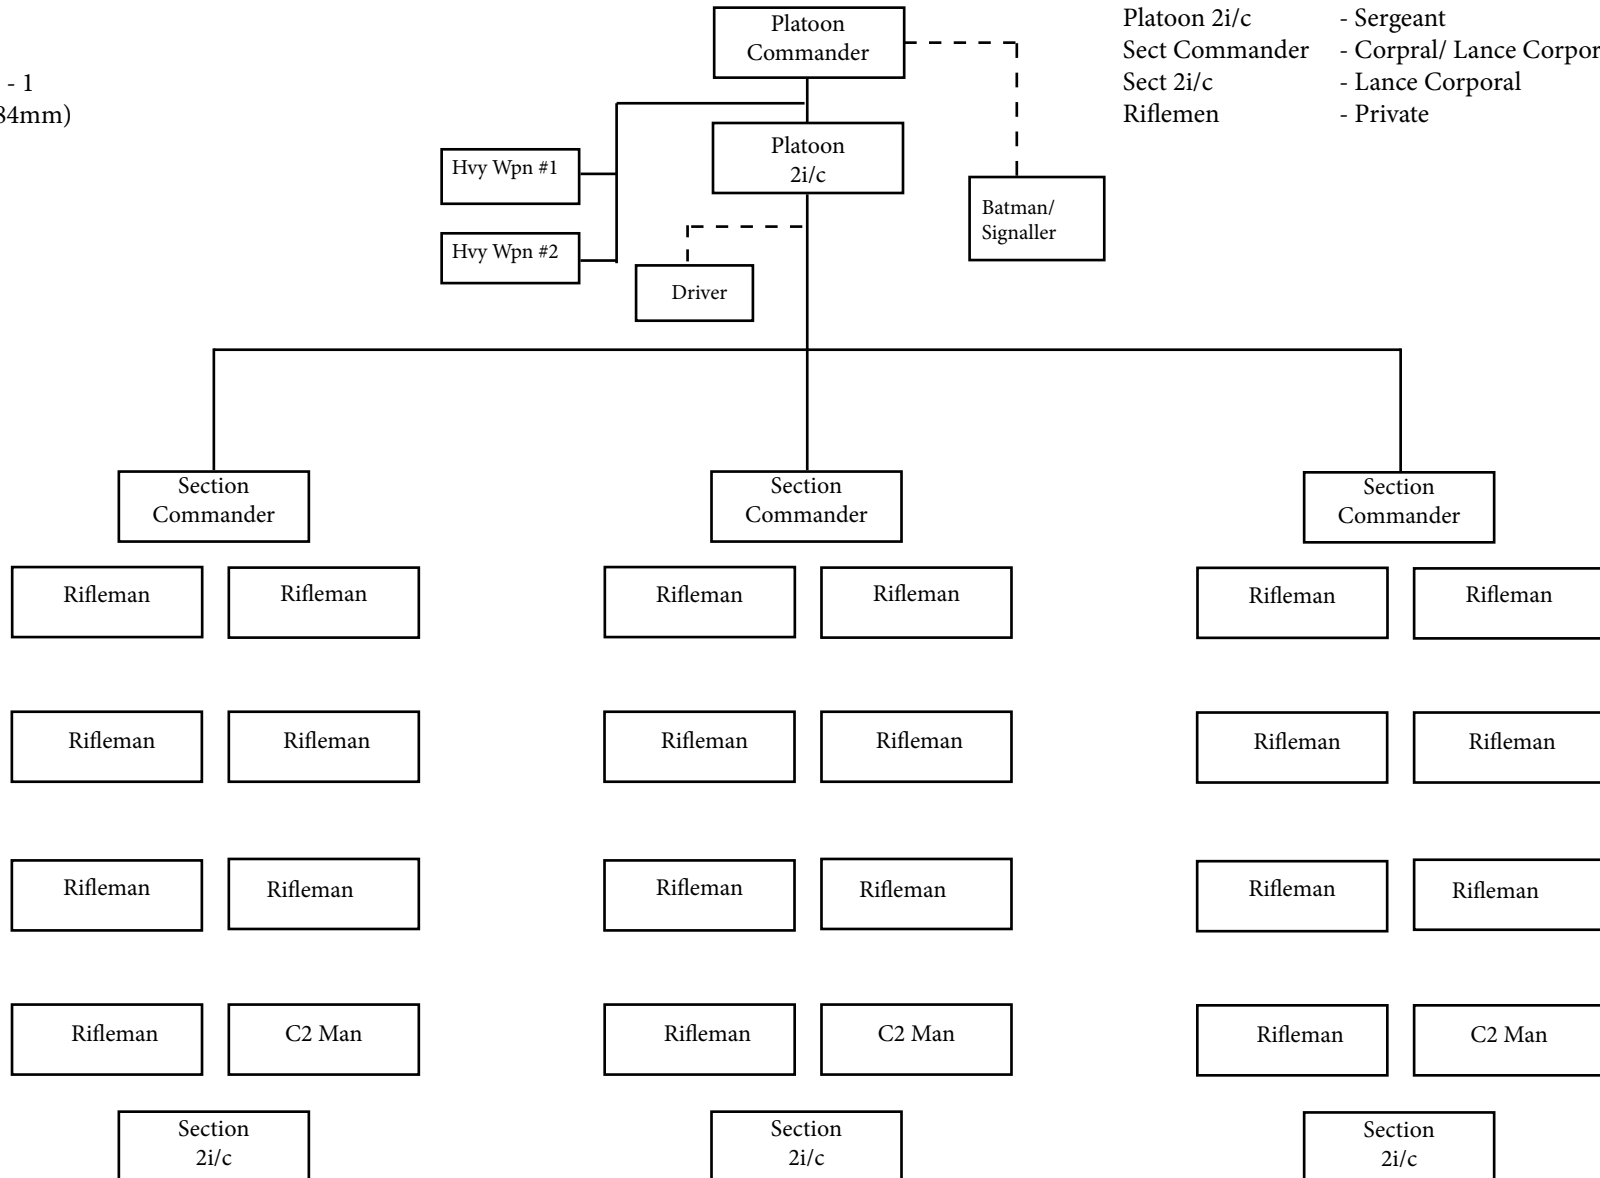 Platoon
Commander
Platoon 2i/c - Sergeant
Sect Commander - Corpral/ Lance Corpor
Sect 2i/c - Lance Corporal
Riflemen - Private
- 1
84mm)
Platoon
2i/c
Hvy Wpn #1
Hvy Wpn #2
Batman/
Signaller
Driver
Section
Commander
Section
Commander
Section
Commander
Rifleman Rifleman Rifleman Rifleman Rifleman Rifleman
Rifleman Rifleman Rifleman Rifleman Rifleman Rifleman
Rifleman Rifleman Rifleman Rifleman Rifleman Rifleman
Rifleman C2 Man Rifleman C2 Man Rifleman C2 Man
Section
2i/c
Section
2i/c
Section
2i/c